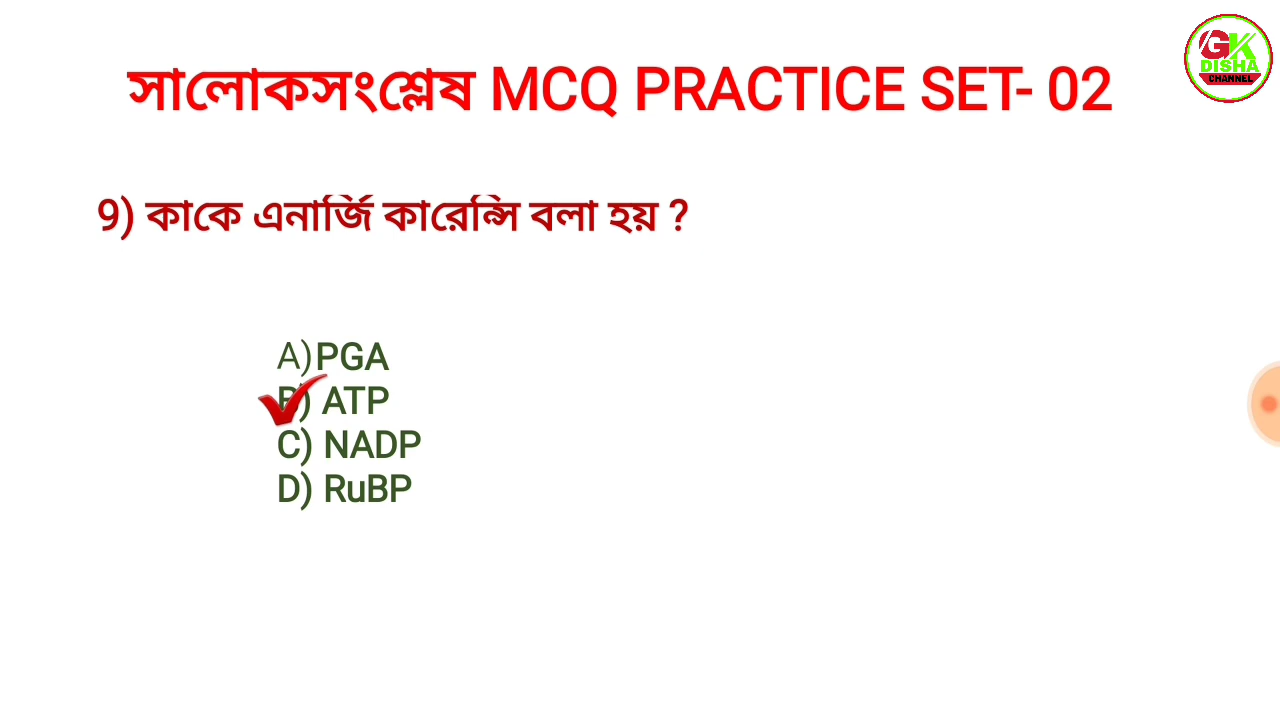 সালোকসংশ্লেষ MCQ PRACTICE SET- 02
GK
DISHA
CHANNEL
9) কাকে এনার্জি কারেন্সি বলা হয় ?
A)PGA
B) ATP
C) NADP
D) RuBP